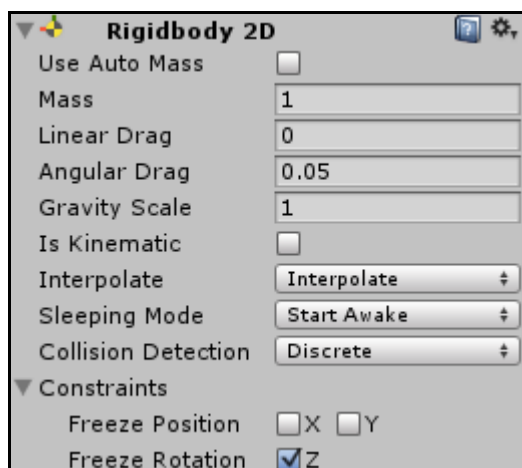 Rigidbody 2D
Use Auto Mass
Mass 1
Linear Drag 0
Angular Drag 0.05
Gravity Scale 1
Is Kinematic
Interpolate Interpolate
Sleeping Mode Start Awake
Collision Detection Discrete
Constraints
Freeze Position X Y
Freeze Rotation Z